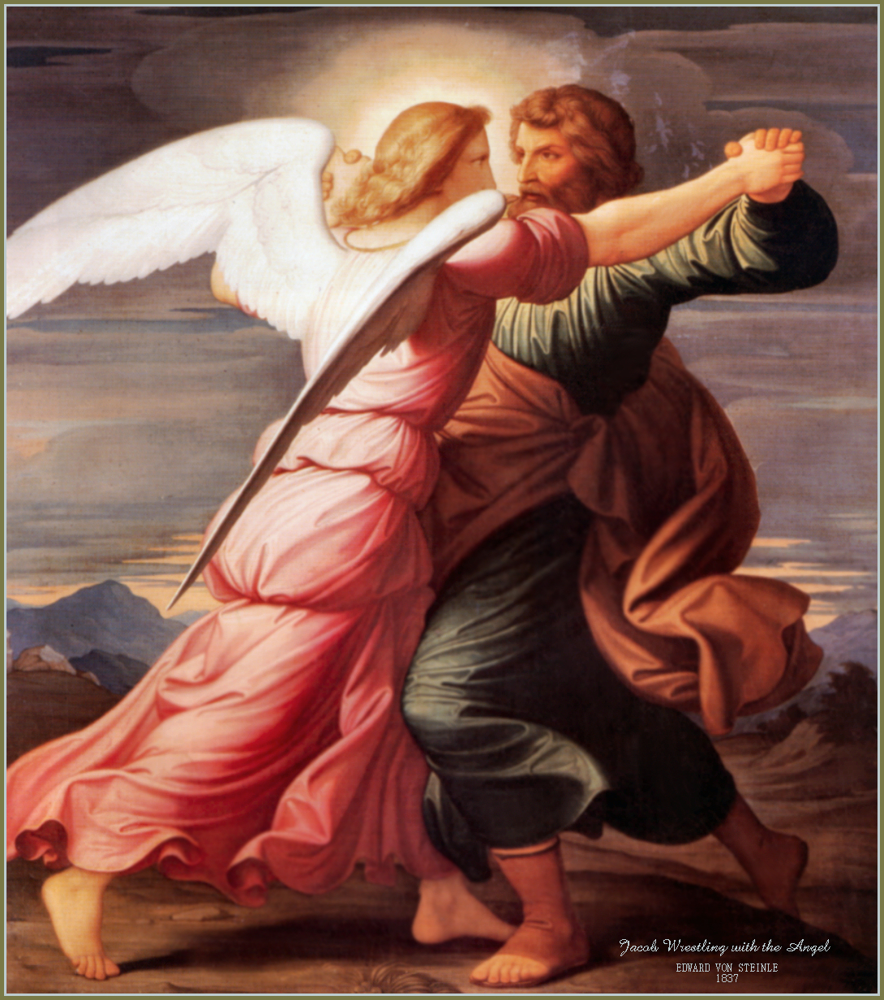 Jacob Wrestling with the Angel
EDWARD VON STEINLE
1837